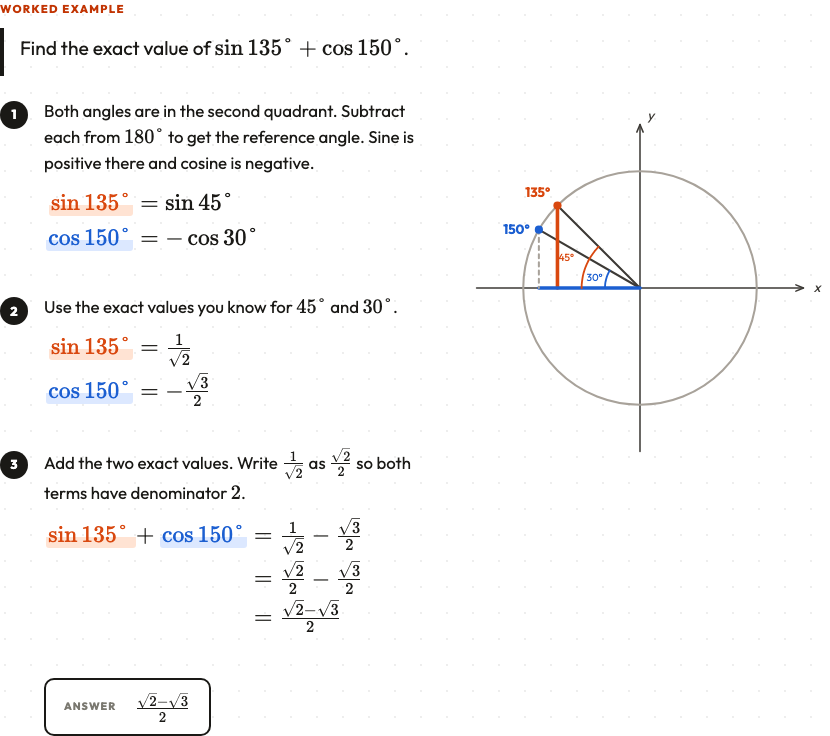 WORKED EXAMPLE
Find the exact value of sin 135° + cos 150°.
1
Both angles are in the second quadrant. Subtract
each from 180° to get the reference angle. Sine is
positive there and cosine is negative.
sin 135° = sin 45°
cos 150° = − cos 30°
2
Use the exact values you know for 45° and 30°.
sin 135° = 1/√2
cos 150° = −√3/2
3
Add the two exact values. Write 1/√2 as √2/2 so both
terms have denominator 2.
sin 135° + cos 150° = 1/√2 − √3/2
= √2/2 − √3/2
= (√2−√3)/2
ANSWER (√2−√3)/2
y
135°
150°
45°
30°
x